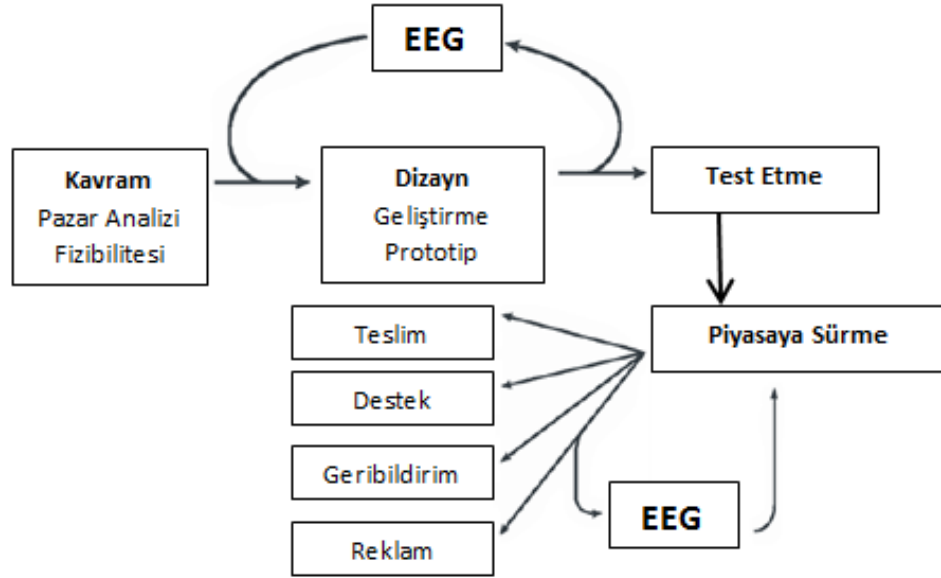 EEG
Kavram
Pazar Analizi
Fizibilitesi
Dizayn
Geliştirme
Prototip
Test Etme
Piyasaya Sürme
Teslim
Destek
Geribildirim
Reklam
EEG